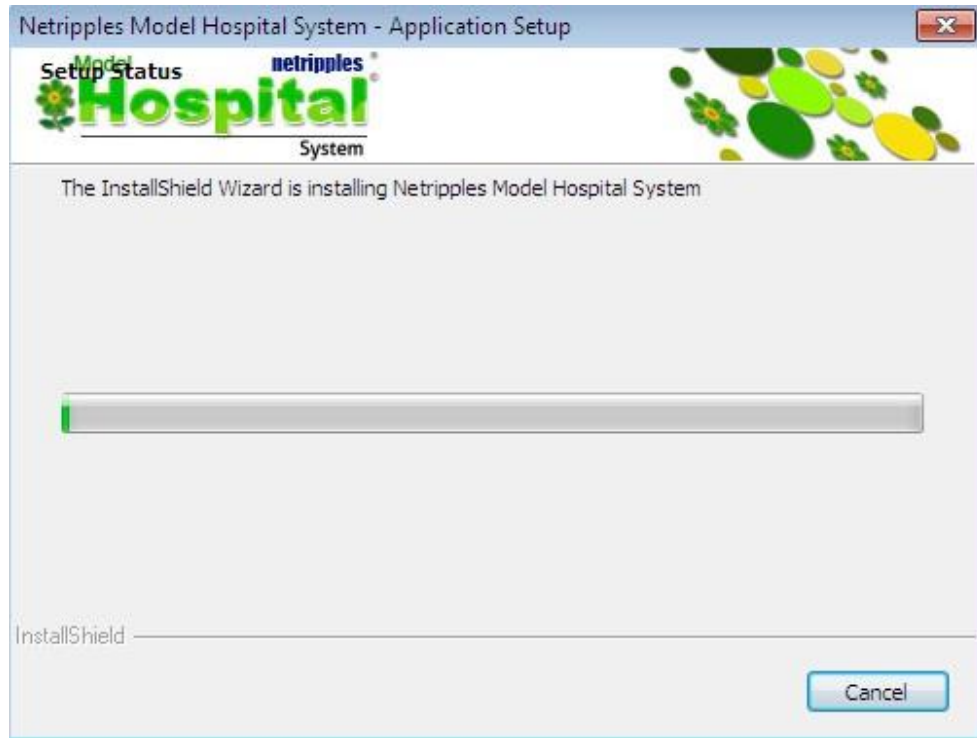 Netripples Model Hospital System - Application Setup
Setup Status
Model
netripples
Hospital
System
The InstallShield Wizard is installing Netripples Model Hospital System
InstallShield
Cancel